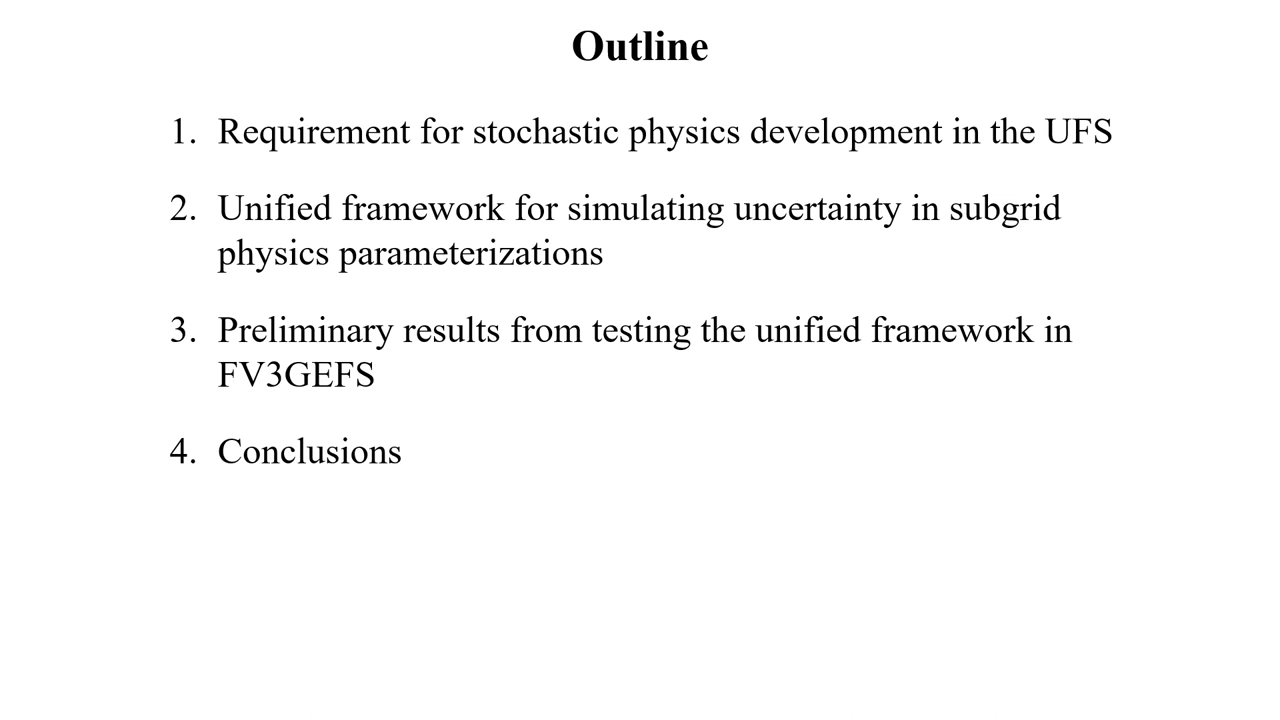 Outline
1. Requirement for stochastic physics development in the UFS
2. Unified framework for simulating uncertainty in subgrid
physics parameterizations
3. Preliminary results from testing the unified framework in
FV3GEFS
4. Conclusions